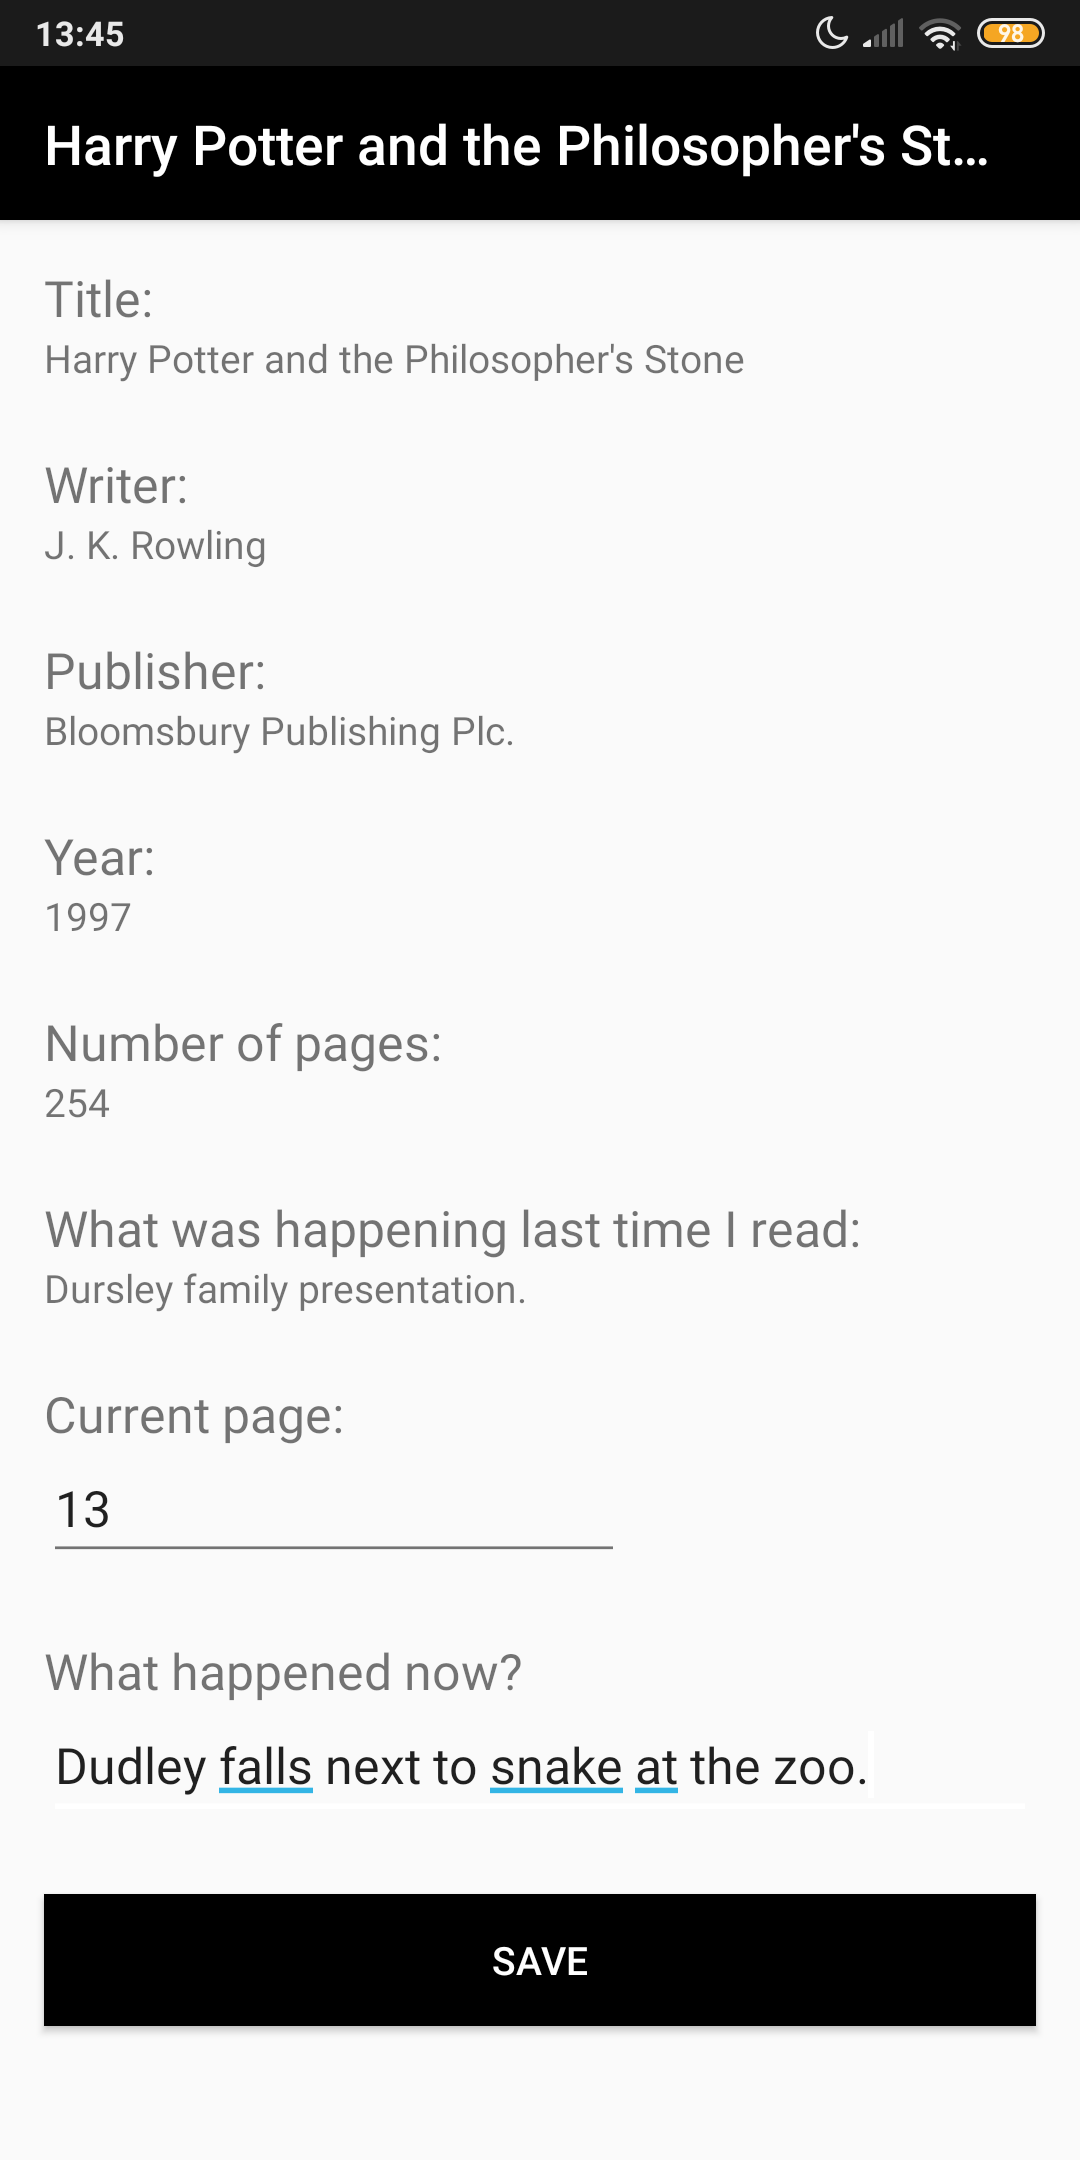 13:45
98
Harry Potter and the Philosopher's St...
Title:
Harry Potter and the Philosopher's Stone
Writer:
J. K. Rowling
Publisher:
Bloomsbury Publishing Plc.
Year:
1997
Number of pages:
254
What was happening last time I read:
Dursley family presentation.
Current page:
13
What happened now?
Dudley falls next to snake at the zoo.
SAVE